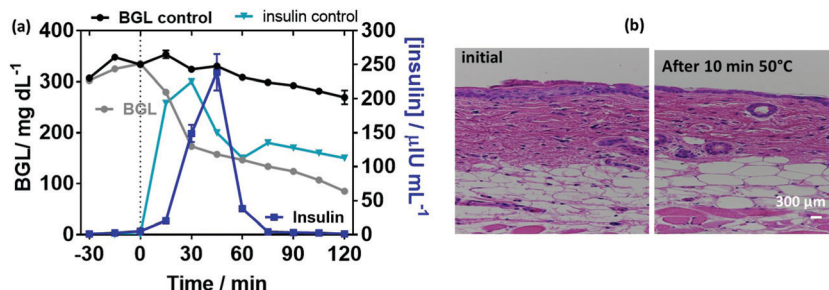 (a)
BGL control
insulin control
400
300
200
100
0
BGL/ mg dL⁻¹
300
250
200
150
100
50
0
[insulin] / µIU mL⁻¹
BGL
Insulin
-30 0 30 60 90 120
Time / min
(b)
initial
After 10 min 50°C
300 µm